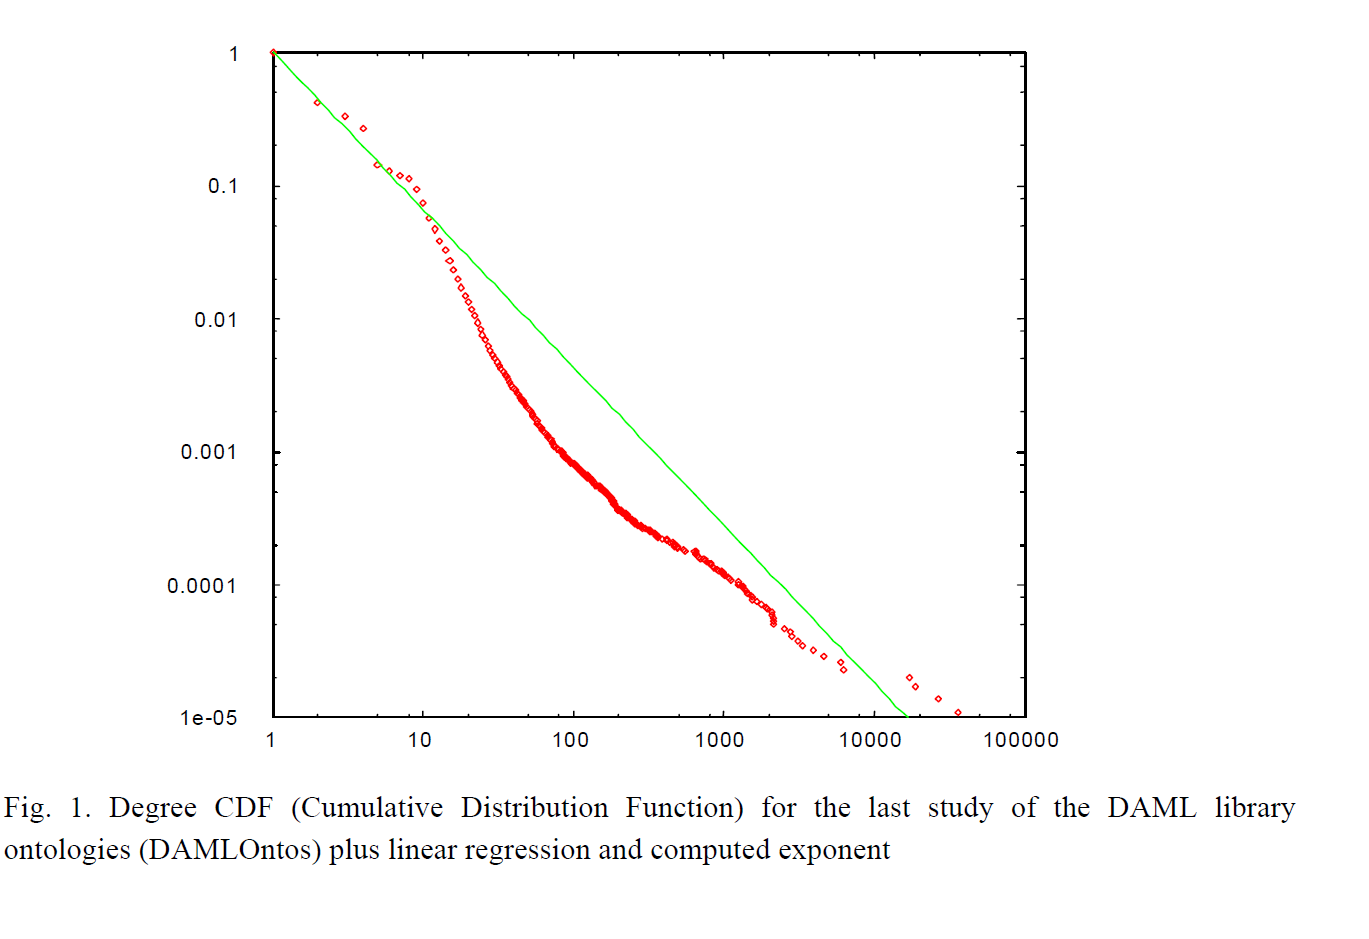 1
0.1
0.01
0.001
0.0001
1e-05
1 10 100 1000 10000 100000
Fig. 1. Degree CDF (Cumulative Distribution Function) for the last study of the DAML library
ontologies (DAMLOntos) plus linear regression and computed exponent